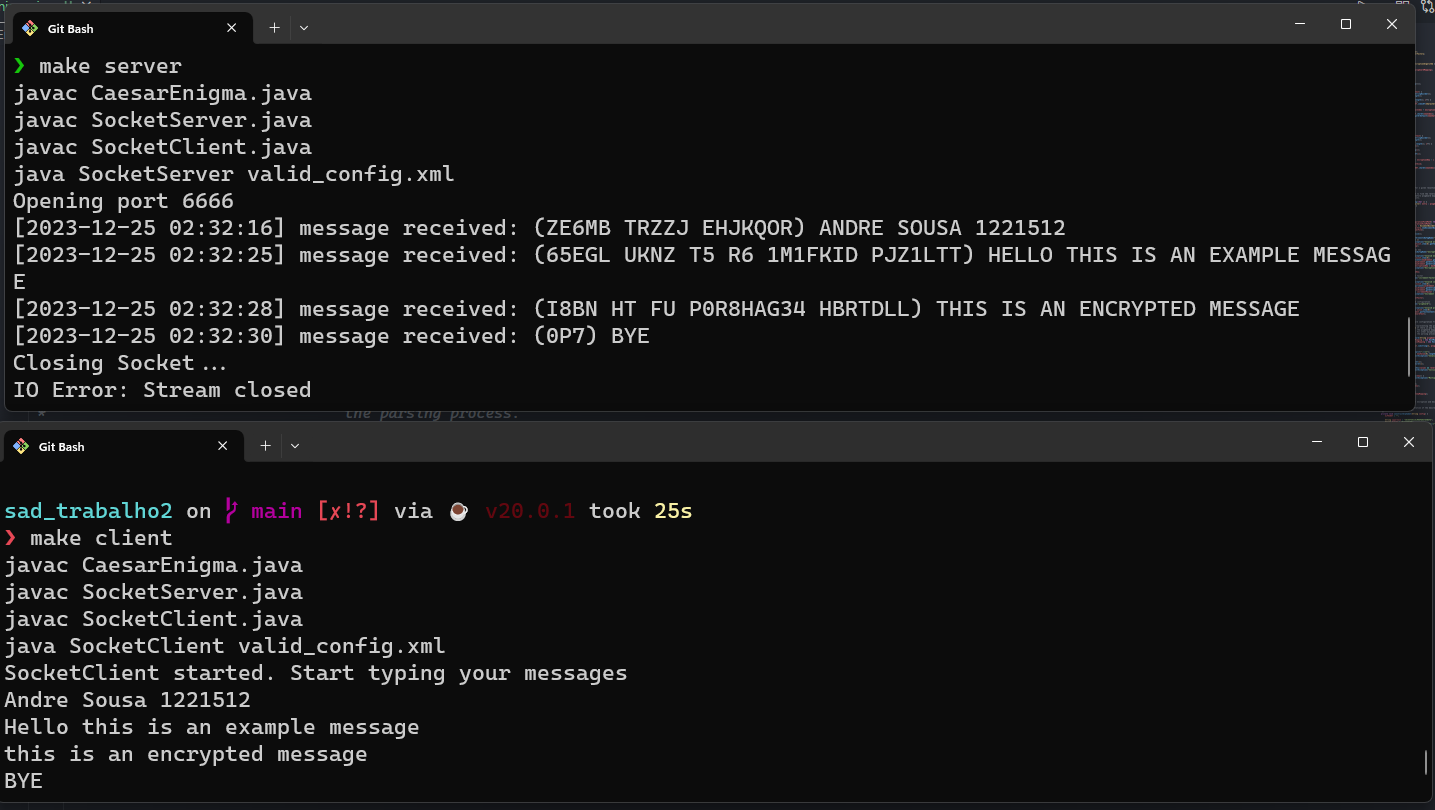 Git Bash
❯ make server
javac CaesarEnigma.java
javac SocketServer.java
javac SocketClient.java
java SocketServer valid_config.xml
Opening port 6666
[2023-12-25 02:32:16] message received: (ZE6MB TRZZJ EHJKQOR) ANDRE SOUSA 1221512
[2023-12-25 02:32:25] message received: (65EGL UKNZ T5 R6 1M1FKID PJZ1LTT) HELLO THIS IS AN EXAMPLE MESSAG
E
[2023-12-25 02:32:28] message received: (I8BN HT FU P0R8HAG34 HBRTDLL) THIS IS AN ENCRYPTED MESSAGE
[2023-12-25 02:32:30] message received: (0P7) BYE
Closing Socket...
IO Error: Stream closed
* the parsing process.
Git Bash
sad_trabalho2 on main [x!?] via v20.0.1 took 25s
❯ make client
javac CaesarEnigma.java
javac SocketServer.java
javac SocketClient.java
java SocketClient valid_config.xml
SocketClient started. Start typing your messages
Andre Sousa 1221512
Hello this is an example message
this is an encrypted message
BYE